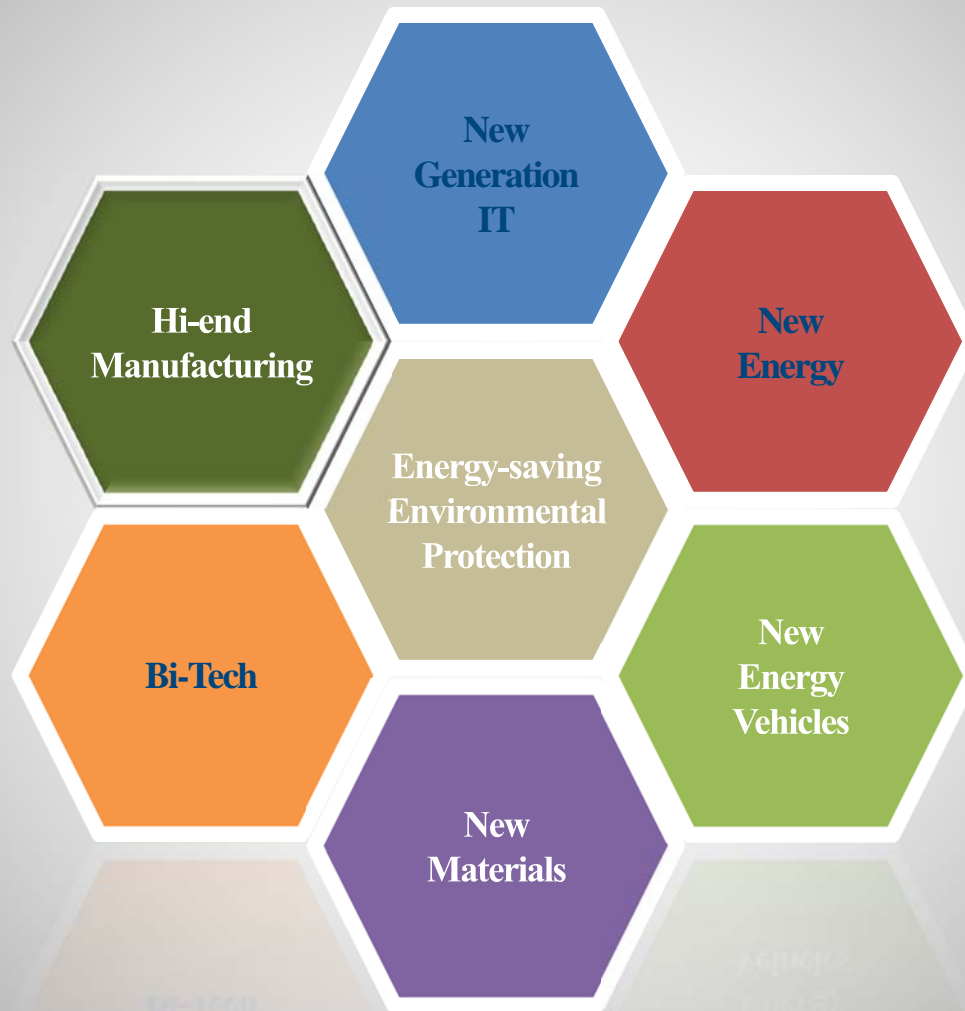 New
Generation
IT
Hi-end
Manufacturing
New
Energy
Energy-saving
Environmental
Protection
Bi-Tech
New
Energy
Vehicles
New
Materials